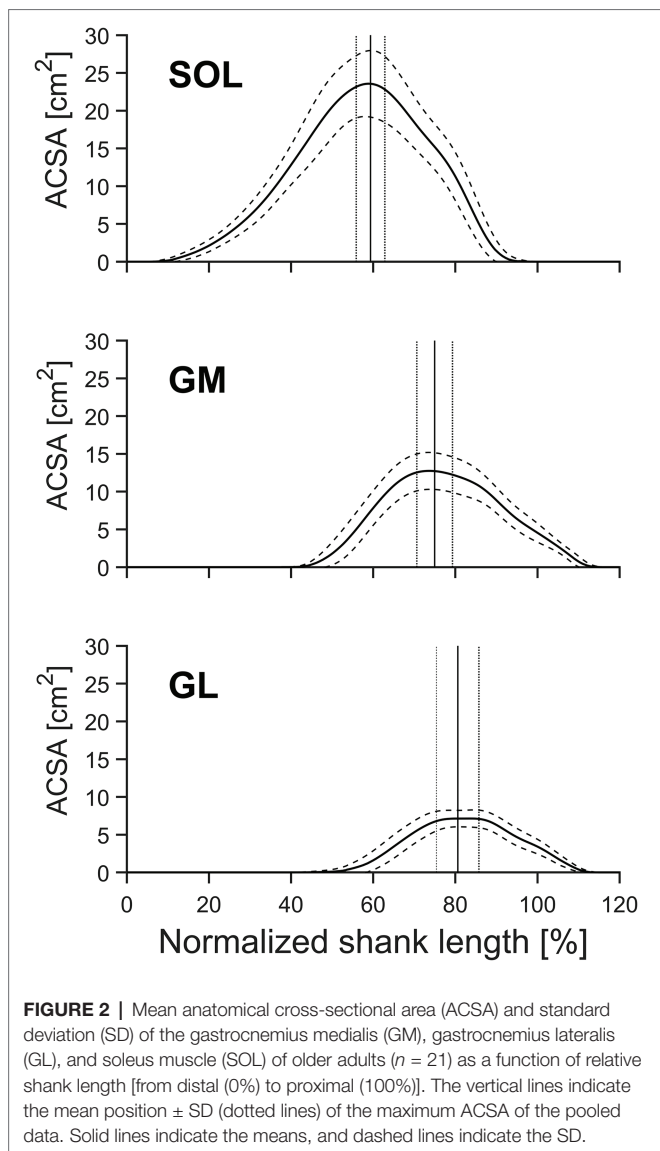 30
25
20
15
10
5
0
ACSA [cm²]
SOL
30
25
20
15
10
5
0
ACSA [cm²]
GM
30
25
20
15
10
5
0
ACSA [cm²]
GL
0 20 40 60 80 100 120
Normalized shank length [%]
FIGURE 2 | Mean anatomical cross-sectional area (ACSA) and standard
deviation (SD) of the gastrocnemius medialis (GM), gastrocnemius lateralis
(GL), and soleus muscle (SOL) of older adults (n = 21) as a function of relative
shank length [from distal (0%) to proximal (100%)]. The vertical lines indicate
the mean position ± SD (dotted lines) of the maximum ACSA of the pooled
data. Solid lines indicate the means, and dashed lines indicate the SD.